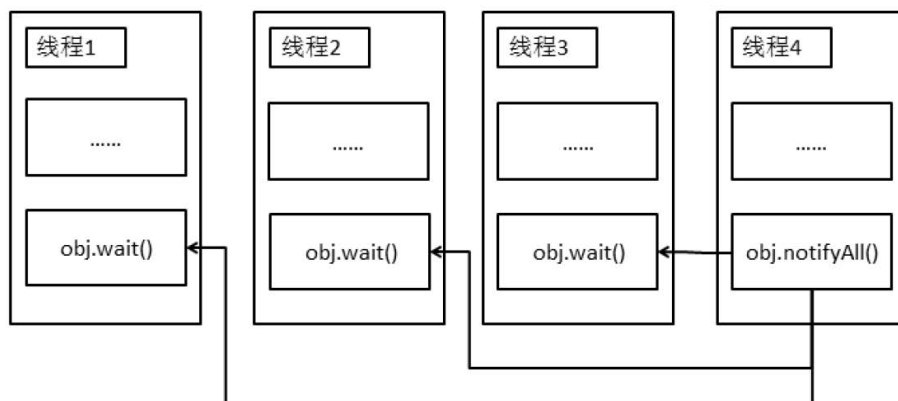 线程1
线程2
线程3
线程4
……
……
……
……
obj.wait()
obj.wait()
obj.wait()
obj.notifyAll()